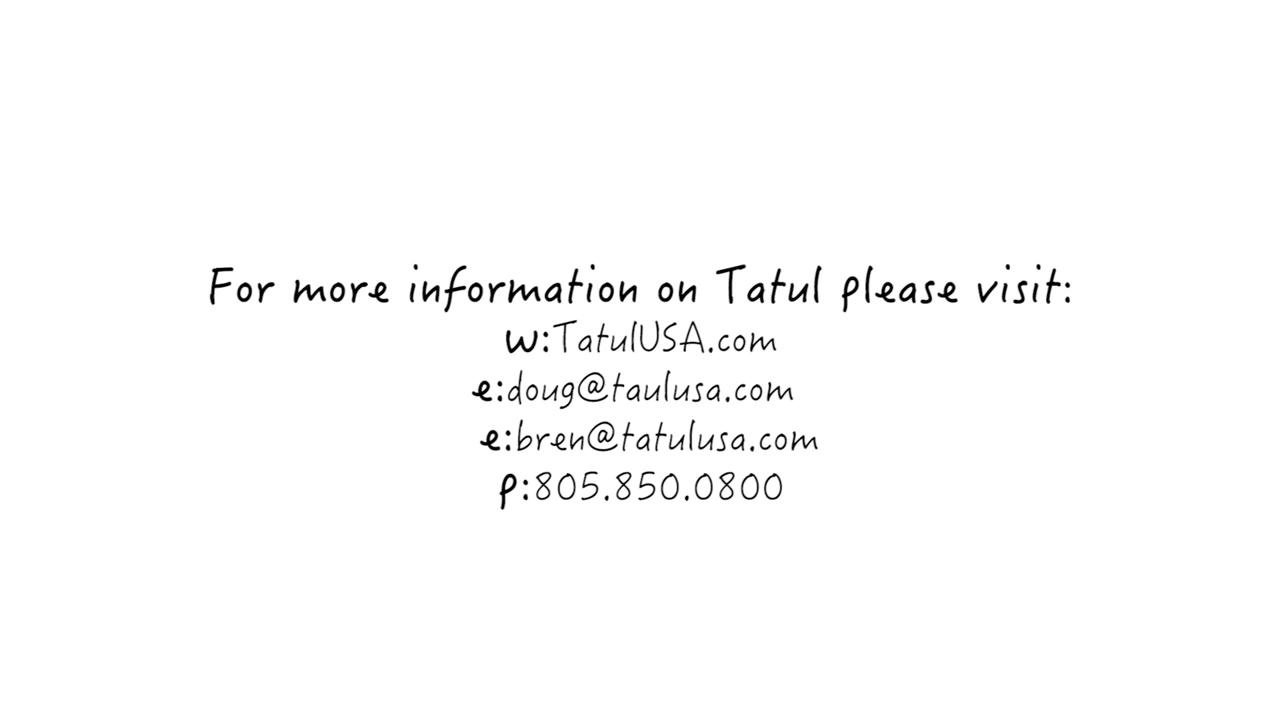 For more information on Tatul please visit:
w:TatulUSA.com
e:doug@taulusa.com
e:bren@tatulusa.com
p:805.850.0800